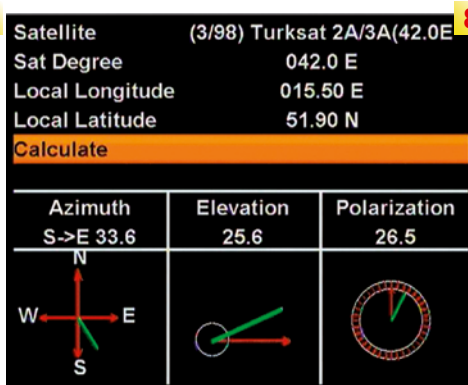 Satellite (3/98) Turksat 2A/3A(42.0E
Sat Degree 042.0 E
Local Longitude 015.50 E
Local Latitude 51.90 N
Calculate
Azimuth Elevation Polarization
S->E 33.6 25.6 26.5
N
W E
S